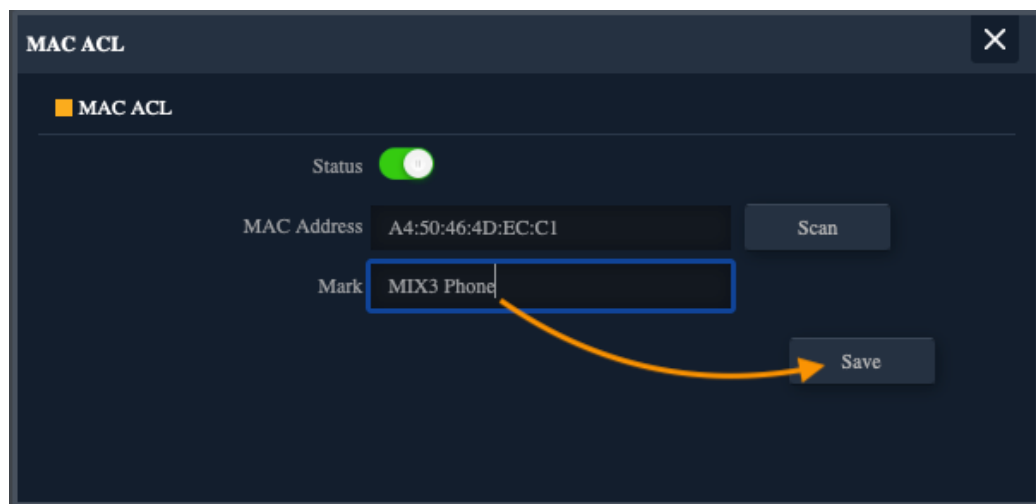 MAC ACL
MAC ACL
Status
MAC Address A4:50:46:4D:EC:C1 Scan
Mark MIX3 Phone
Save